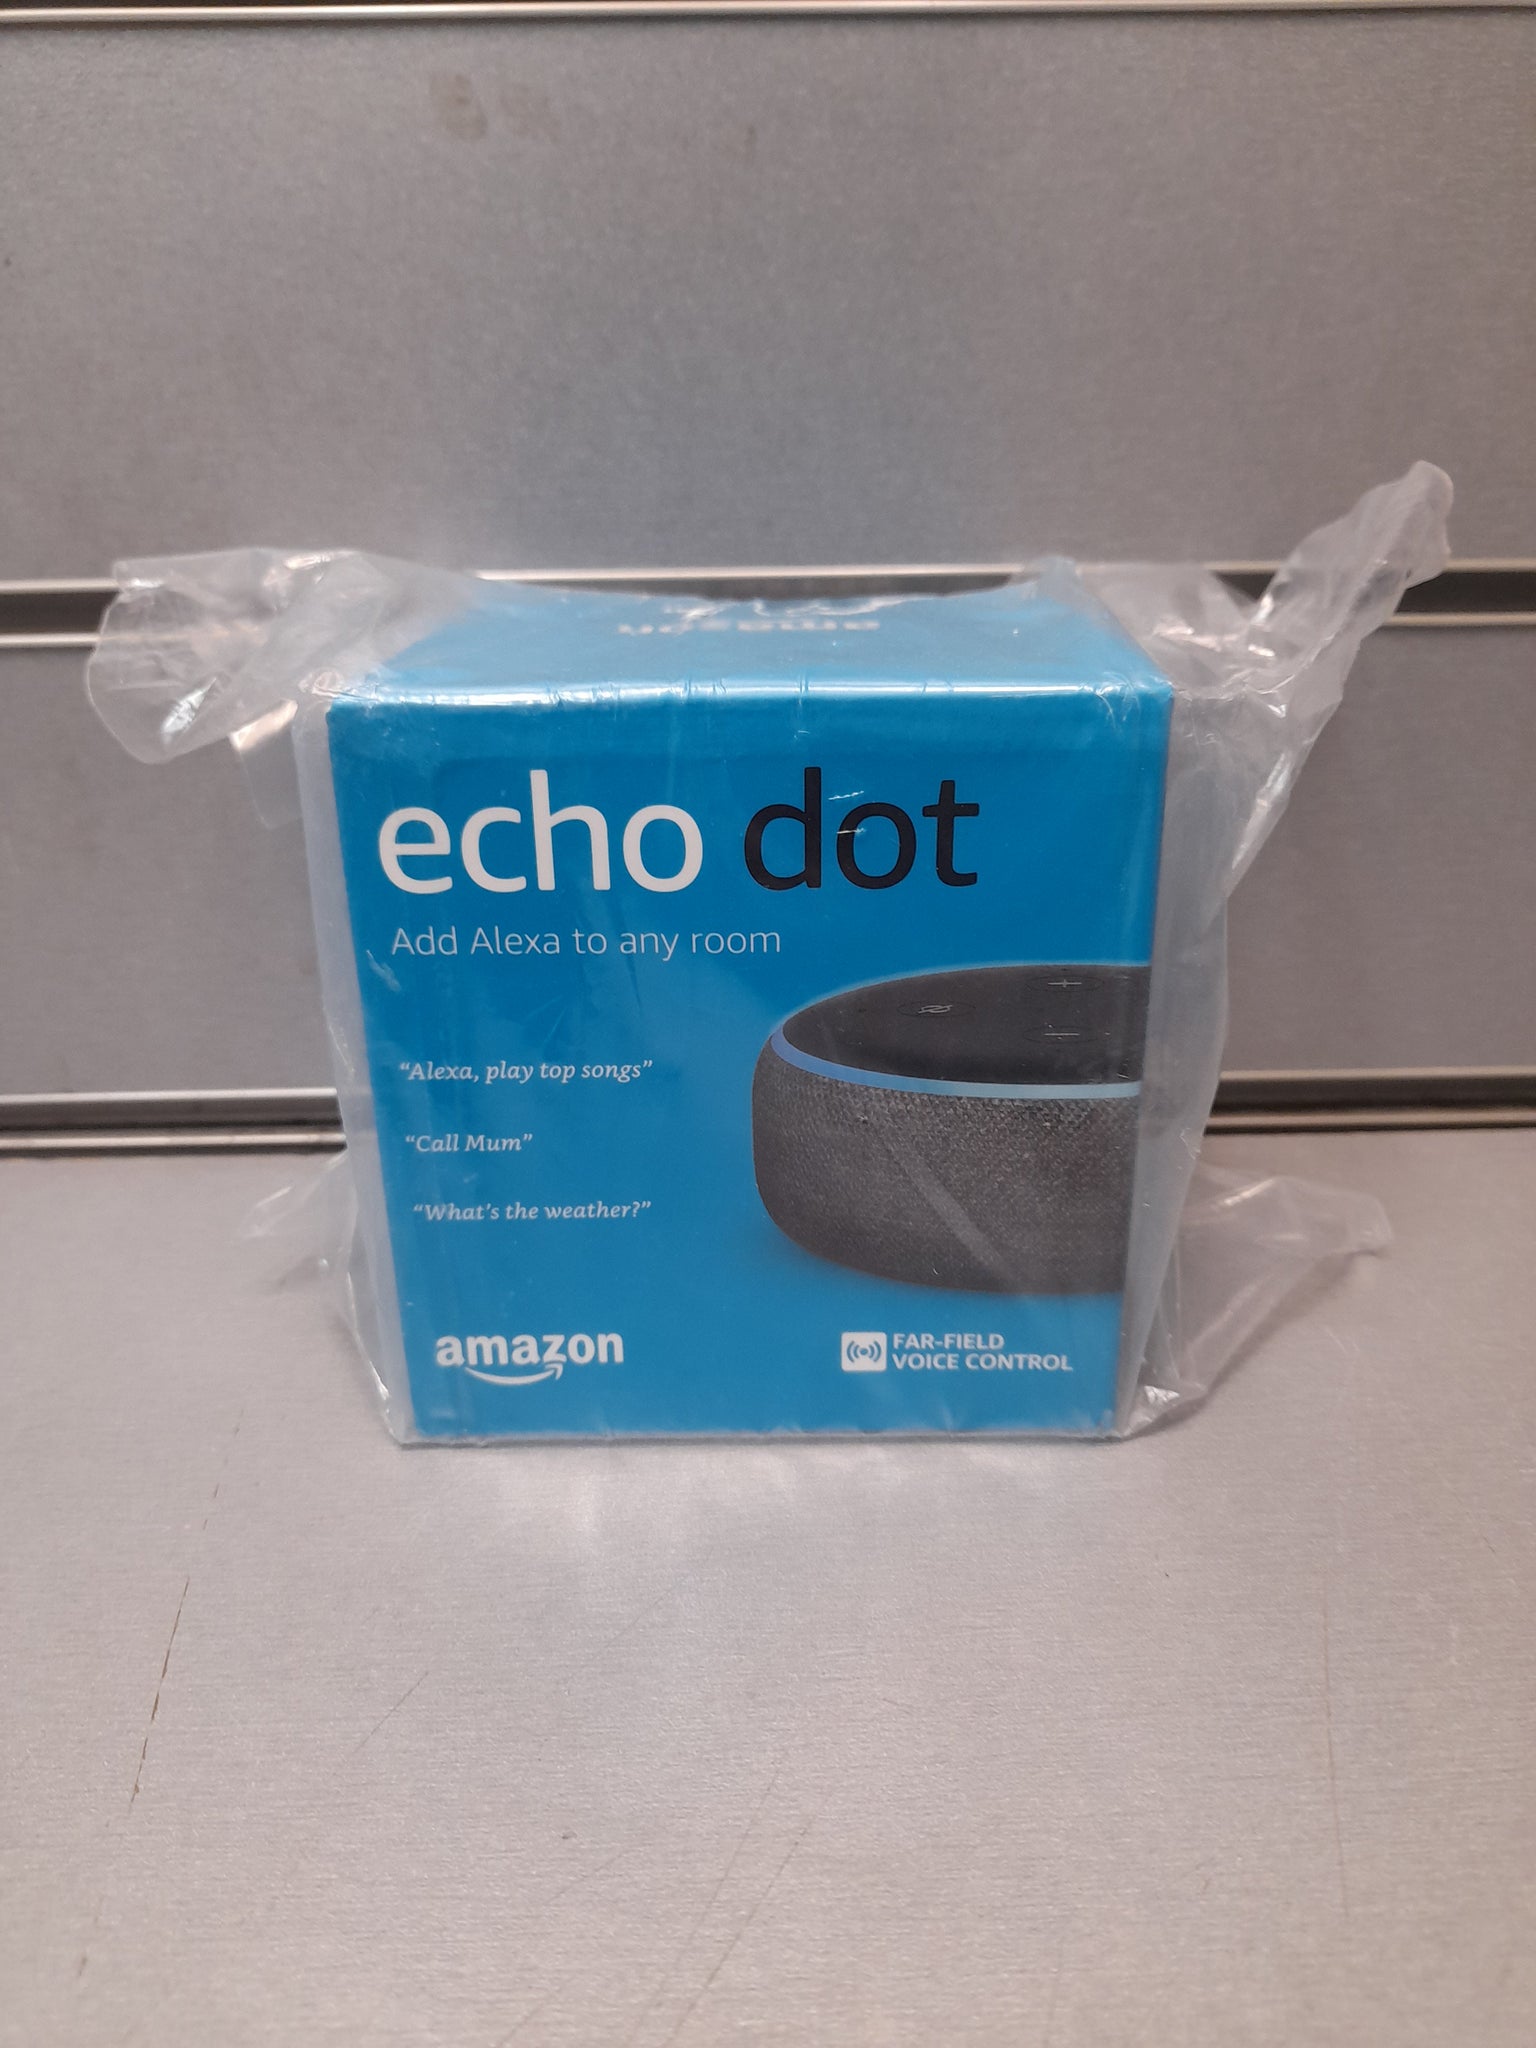 amazon
echo dot
Add Alexa to any room
“Alexa, play top songs”
“Call Mum”
“What's the weather?”
amazon
FAR-FIELD
VOICE CONTROL